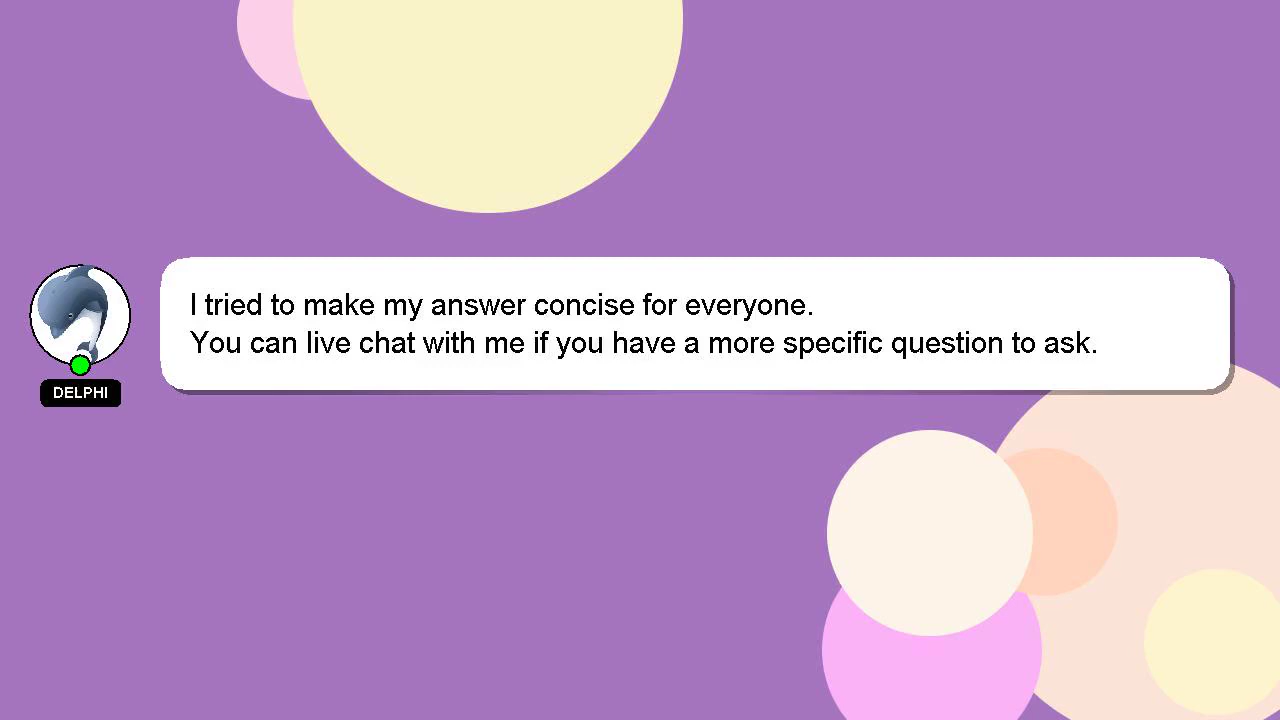 I tried to make my answer concise for everyone.
You can live chat with me if you have a more specific question to ask.
DELPHI